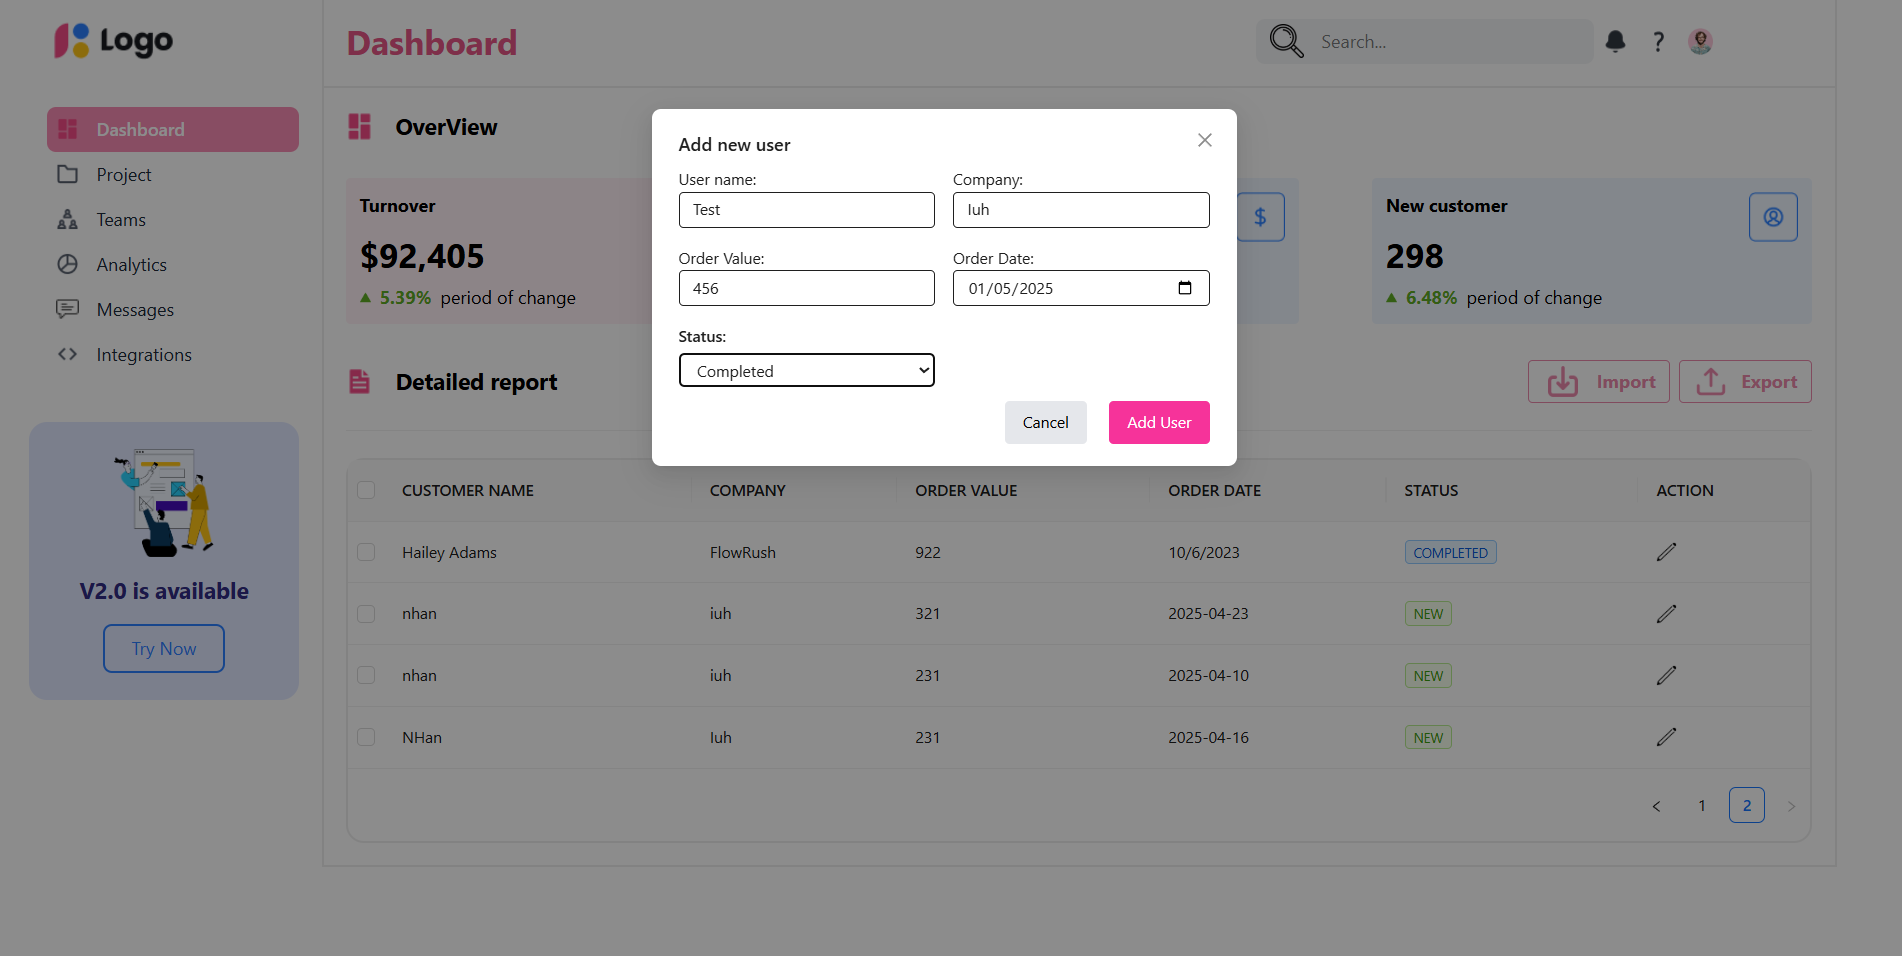 Logo
Dashboard
Search...
?
Dashboard
Project
Teams
Analytics
Messages
Integrations
V2.0 is available
Try Now
OverView
Turnover
$92,405
5.39% period of change
$
New customer
298
6.48% period of change
Add new user
User name:
Company:
Test
Iuh
Order Value:
Order Date:
456
01/05/2025
Status:
Completed
Cancel
Add User
Detailed report
Import
Export
CUSTOMER NAME COMPANY ORDER VALUE ORDER DATE STATUS ACTION
Hailey Adams FlowRush 922 10/6/2023 COMPLETED
nhan iuh 321 2025-04-23 NEW
nhan iuh 231 2025-04-10 NEW
NHan Iuh 231 2025-04-16 NEW
< 1 2 >